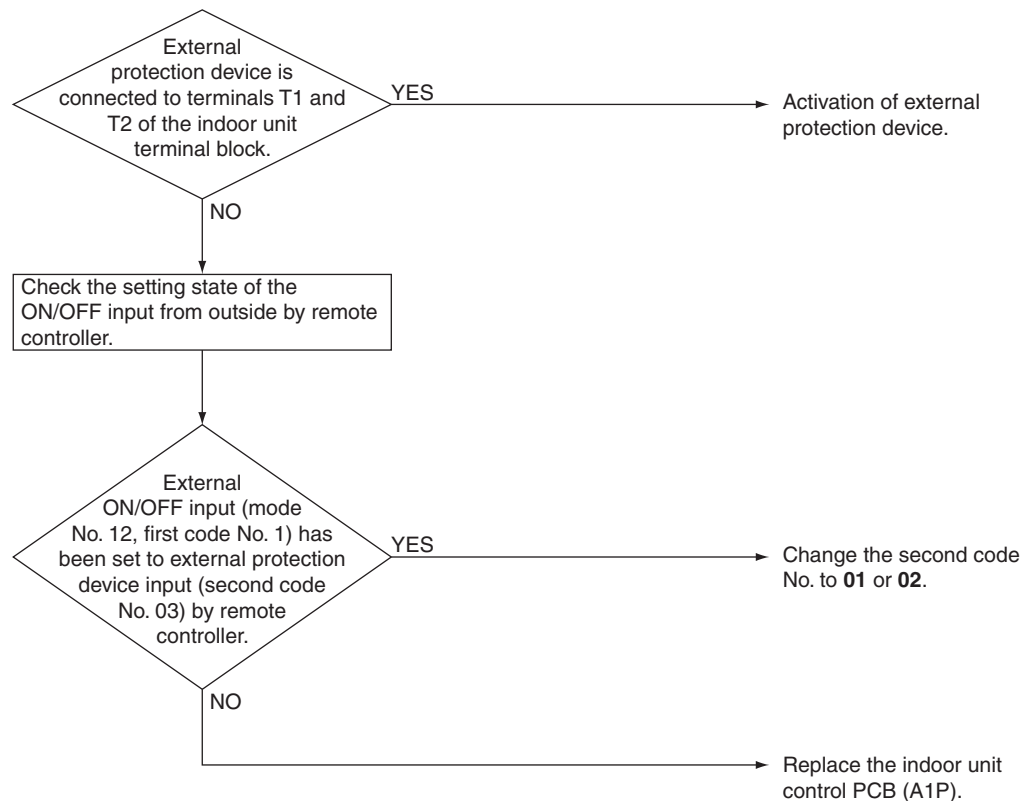 External
protection device is
connected to terminals T1 and
T2 of the indoor unit
terminal block.
YES
Activation of external
protection device.
NO
Check the setting state of the
ON/OFF input from outside by remote
controller.
External
ON/OFF input (mode
No. 12, first code No. 1) has
been set to external protection
device input (second code
No. 03) by remote
controller.
YES
Change the second code
No. to 01 or 02.
NO
Replace the indoor unit
control PCB (A1P).